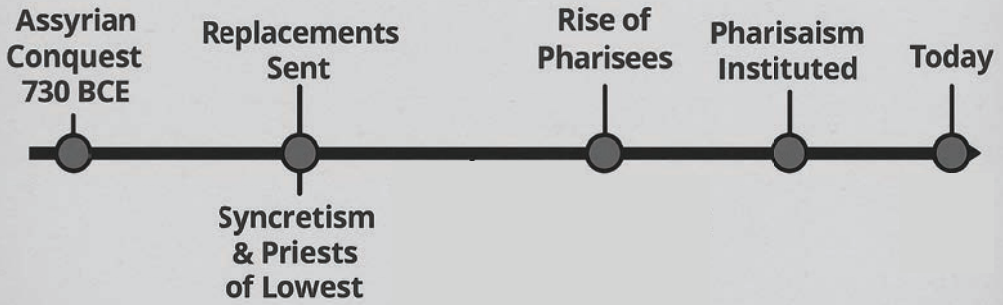 Assyrian
Conquest
730 BCE
Replacements
Sent
Syncretism
& Priests
of Lowest
Rise of
Pharisees
Pharisaism
Instituted
Today